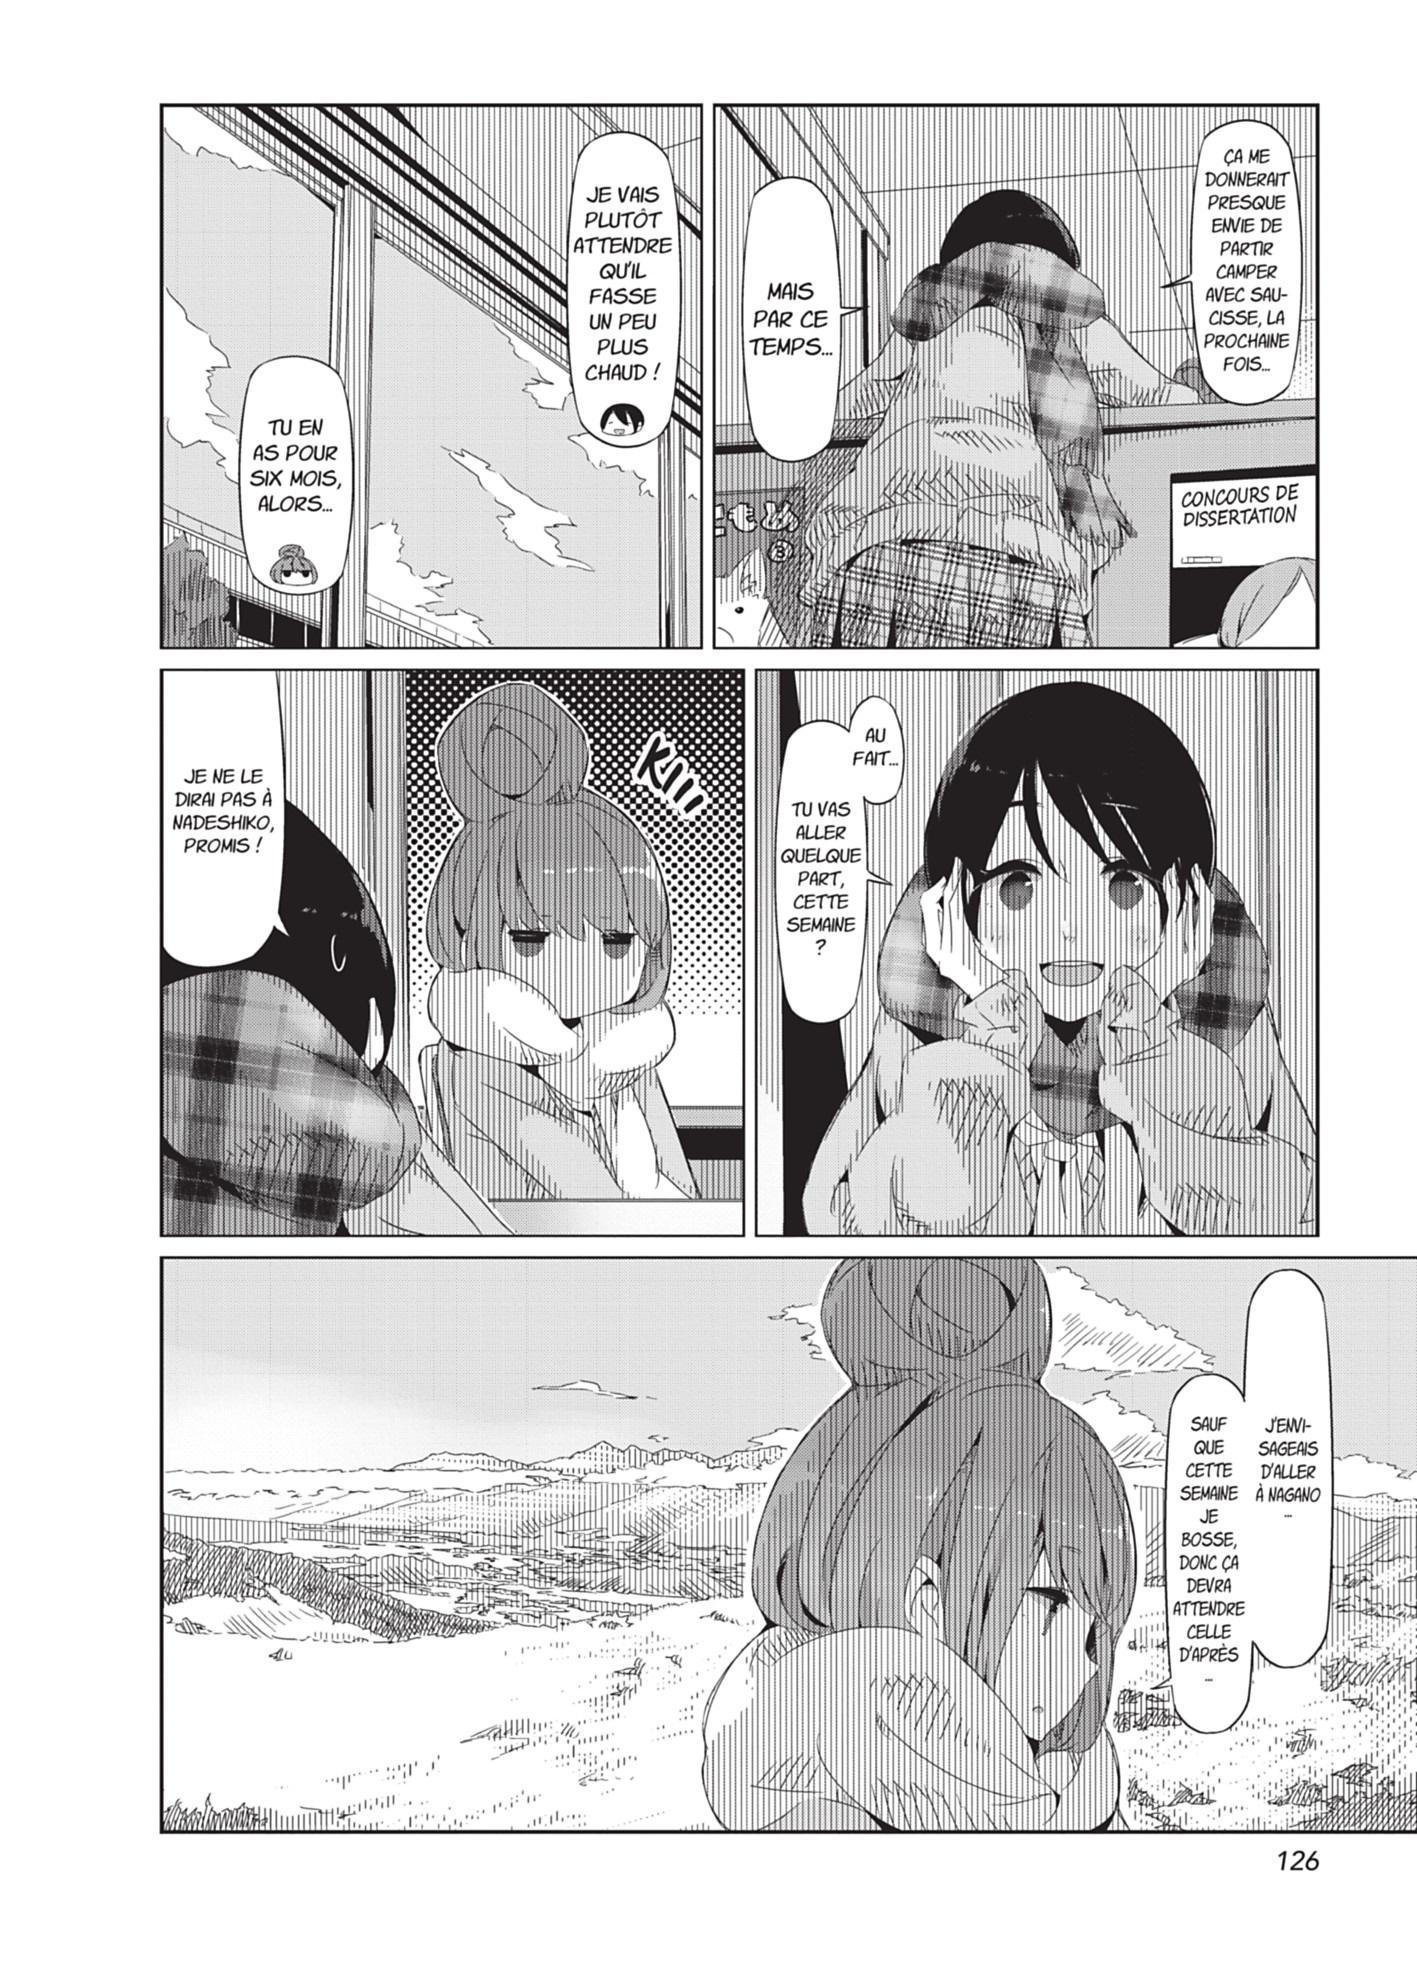 ÇA ME
DONNERAIT
PRESQUE
ENVIE DE
PARTIR
CAMPER
AVEC SAU-
CISSE, LA
PROCHAINE
FOIS...
MAIS
PAR CE
TEMPS...
CONCOURS DE
DISSERTATION
③
JE VAIS
PLUTÔT
ATTENDRE
QU'IL
FASSE
UN PEU
PLUS
CHAUD !
TU EN
AS POUR
SIX MOIS,
ALORS...
AU
FAIT...
TU VAS
ALLER
QUELQUE
PART,
CETTE
SEMAINE
?
KIII
JE NE LE
DIRAI PAS À
NADESHIKO,
PROMIS !
J'ENVI-
SAGEAIS
D'ALLER
À NAGANO
...
SAUF
QUE
CETTE
SEMAINE
JE
BOSSE,
DONC ÇA
DEVRA
ATTENDRE
CELLE
D'APRÈS
...
126